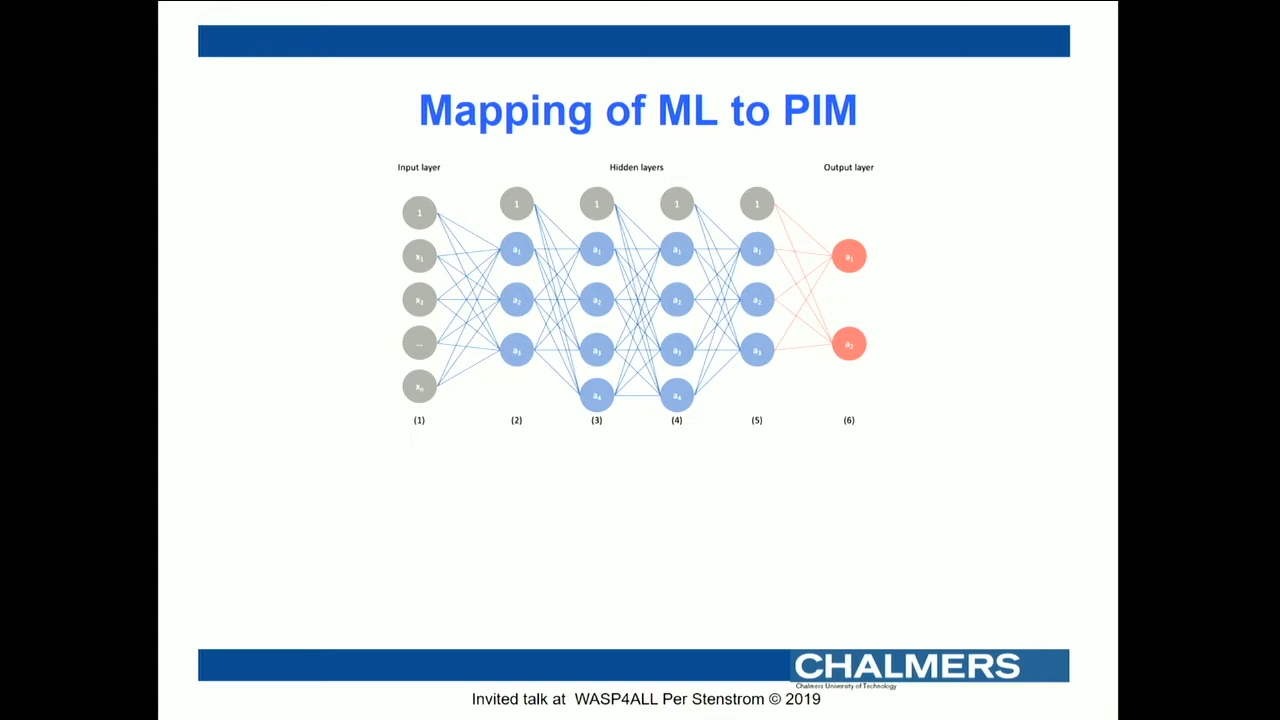 Mapping of ML to PIM
Input layer Hidden layers Output layer
1 1 1 1 1
x₁ a₁ a₁ a₁ a₁ a₁
x₂ a₂ a₂ a₂ a₂
... a₃ a₃ a₃ a₃ a₂
xₙ a₄ a₄
(1) (2) (3) (4) (5) (6)
CHALMERS
Chalmers University of Technology
Invited talk at WASP4ALL Per Stenstrom © 2019